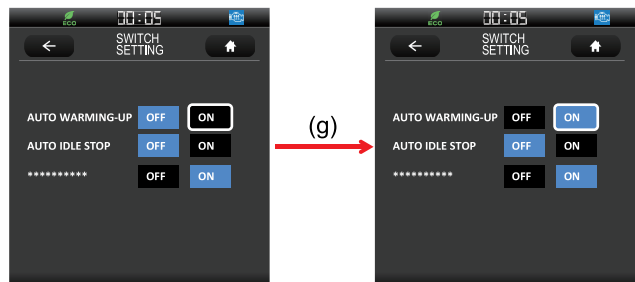 ECO 00:05
SWITCH
SETTING
AUTO WARMING-UP OFF ON
AUTO IDLE STOP OFF ON
********** OFF ON
(g)
ECO 00:05
SWITCH
SETTING
AUTO WARMING-UP OFF ON
AUTO IDLE STOP OFF ON
********** OFF ON